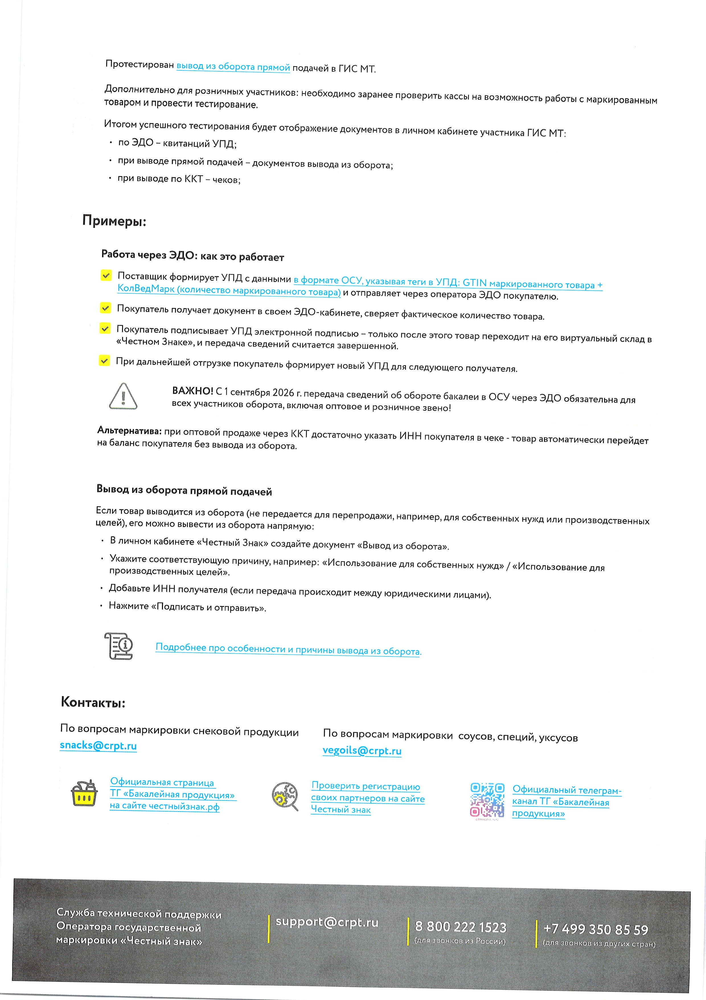 Протестирован вывод из оборота прямой подачей в ГИС МТ.
Дополнительно для розничных участников: необходимо заранее проверить кассы на возможность работы с маркированным
товаром и провести тестирование.
Итогом успешного тестирования будет отображение документов в личном кабинете участника ГИС МТ:
• по ЭДО – квитанций УПД;
• при выводе прямой подачей – документов вывода из оборота;
• при выводе по ККТ – чеков;
Примеры:
Работа через ЭДО: как это работает
Поставщик формирует УПД с данными в формате ОСУ, указывая теги в УПД: GTIN маркированного товара +
КолВедМарк (количество маркированного товара) и отправляет через оператора ЭДО покупателю.
Покупатель получает документ в своем ЭДО-кабинете, сверяет фактическое количество товара.
Покупатель подписывает УПД электронной подписью – только после этого товар переходит на его виртуальный склад в
«Честном Знаке», и передача сведений считается завершенной.
При дальнейшей отгрузке покупатель формирует новый УПД для следующего получателя.
ВАЖНО! С 1 сентября 2026 г. передача сведений об обороте бакалеи в ОСУ через ЭДО обязательна для
всех участников оборота, включая оптовое и розничное звено!
Альтернатива: при оптовой продаже через ККТ достаточно указать ИНН покупателя в чеке - товар автоматически перейдет
на баланс покупателя без вывода из оборота.
Вывод из оборота прямой подачей
Если товар выводится из оборота (не передается для перепродажи, например, для собственных нужд или производственных
целей), его можно вывести из оборота напрямую:
• В личном кабинете «Честный Знак» создайте документ «Вывод из оборота».
• Укажите соответствующую причину, например: «Использование для собственных нужд» / «Использование для
производственных целей».
• Добавьте ИНН получателя (если передача происходит между юридическими лицами).
• Нажмите «Подписать и отправить».
Подробнее про особенности и причины вывода из оборота.
Контакты:
По вопросам маркировки снековой продукции
snacks@crpt.ru
По вопросам маркировки соусов, специй, уксусов
vegoils@crpt.ru
Официальная страница
ТГ «Бакалейная продукция»
на сайте честныйзнак.рф
Проверить регистрацию
своих партнеров на сайте
Честный знак
Официальный телеграм-
канал ТГ «Бакалейная
продукция»
Служба технической поддержки
Оператора государственной
маркировки «Честный знак»
support@crpt.ru
8 800 222 1523
(для звонков из России)
+7 499 350 85 59
(для звонков из других стран)